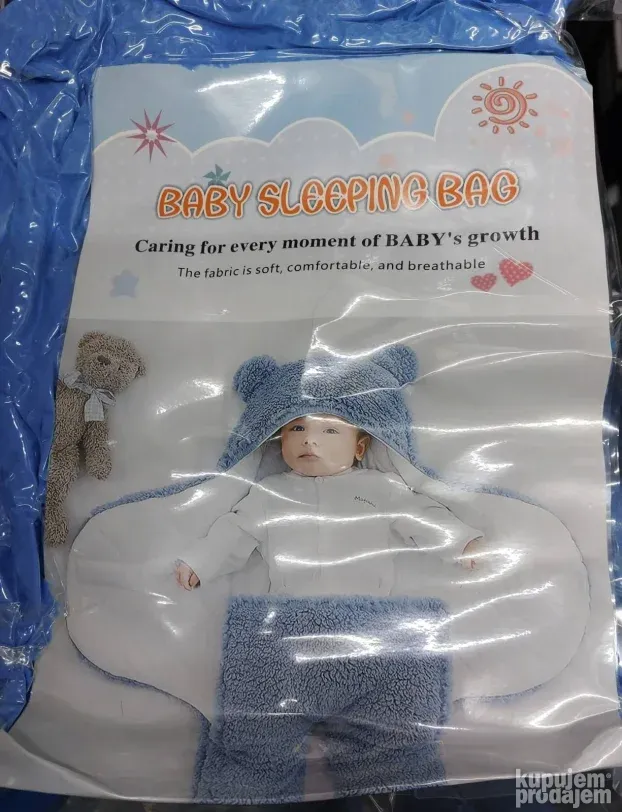 BABY SLEEPING BAG
Caring for every moment of BABY's growth
The fabric is soft, comfortable, and breathable
kupujem
prodajem